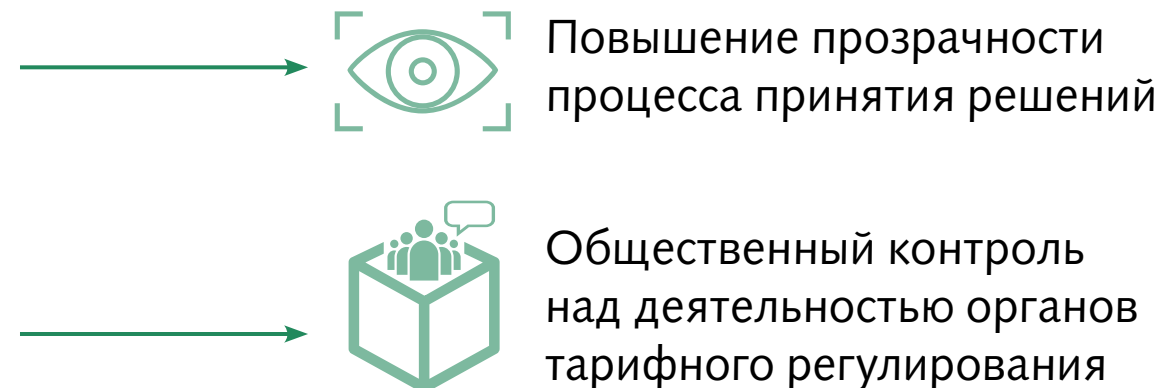 Повышение прозрачности
процесса принятия решений
Общественный контроль
над деятельностью органов
тарифного регулирования